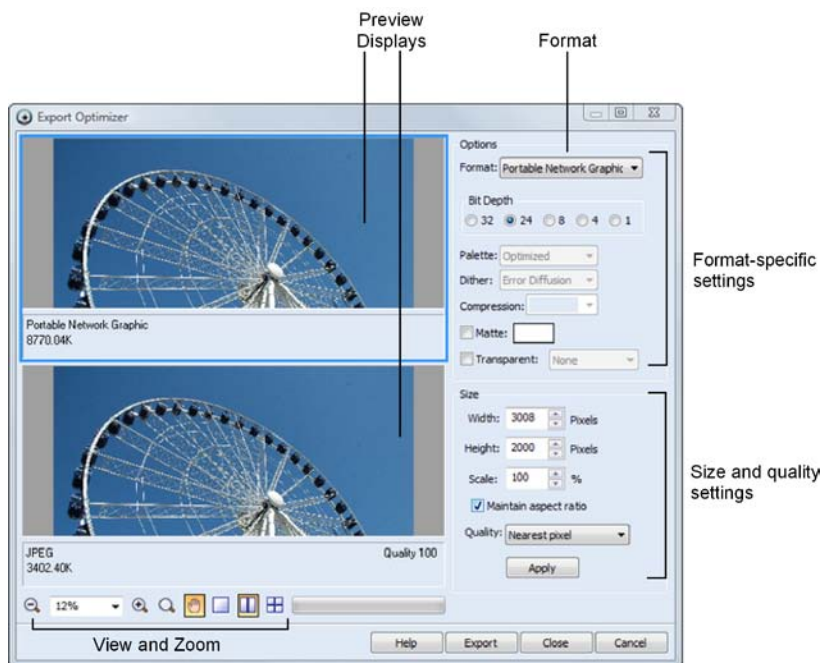 Preview
Displays
Format
Export Optimizer
Options
Format: Portable Network Graphic
Bit Depth
32 24 8 4 1
Palette: Optimized
Dither: Error Diffusion
Compression:
Matte:
Transparent: None
Format-specific
settings
Portable Network Graphic
8770.04K
Size
Width: 3008 Pixels
Height: 2000 Pixels
Scale: 100 %
Maintain aspect ratio
Quality: Nearest pixel
Apply
Size and quality
settings
JPEG Quality 100
3402.40K
12%
View and Zoom
Help Export Close Cancel